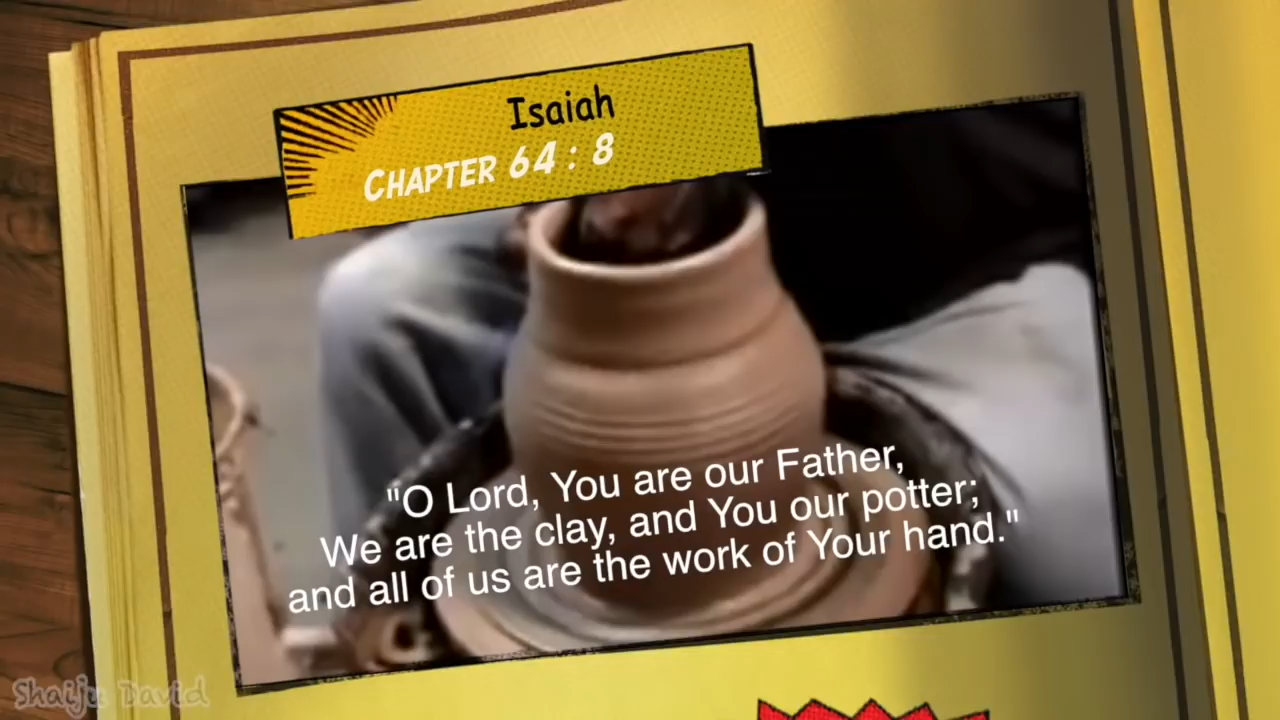 Isaiah
CHAPTER 64 : 8
"O Lord, You are our Father,
We are the clay, and You our potter;
and all of us are the work of Your hand."
Shaiju David